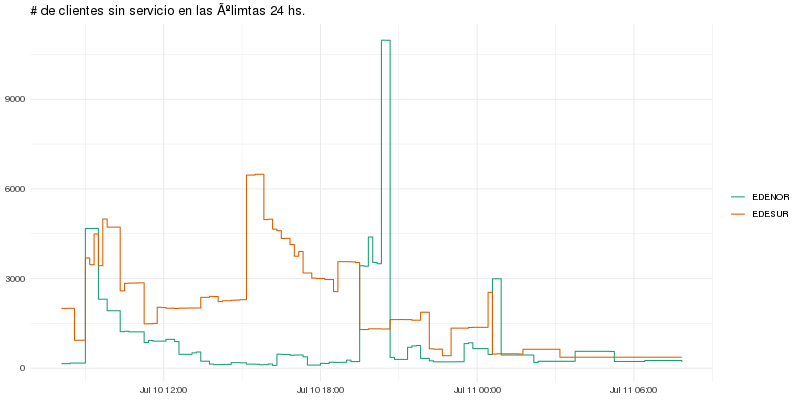 # de clientes sin servicio en las Ãºlimtas 24 hs.
9000
6000
3000
0
Jul 10 12:00
Jul 10 18:00
Jul 11 00:00
Jul 11 06:00
EDENOR
EDESUR